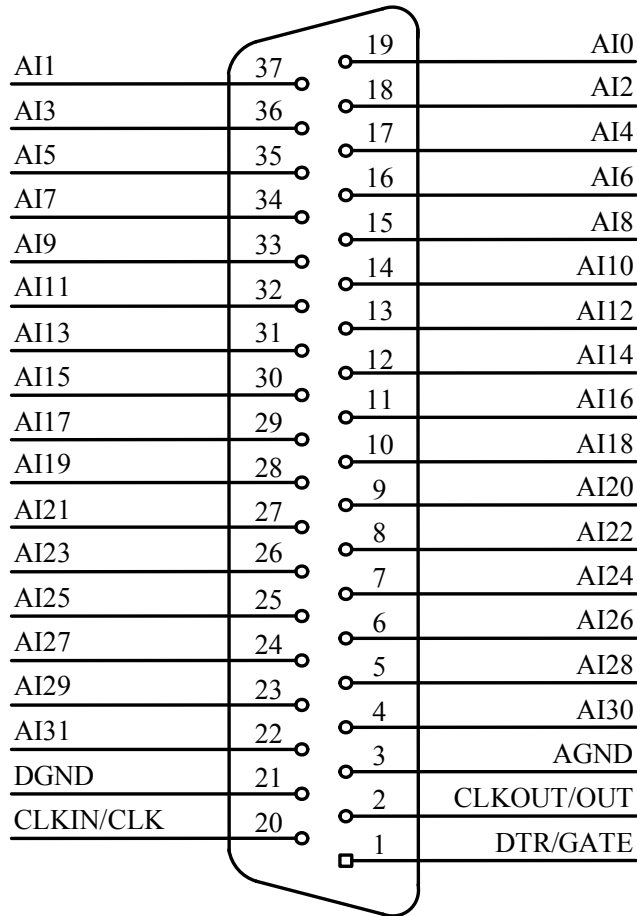 19 AI0
AI1 37
18 AI2
AI3 36
17 AI4
AI5 35
16 AI6
AI7 34
15 AI8
AI9 33
14 AI10
AI11 32
13 AI12
AI13 31
12 AI14
AI15 30
11 AI16
AI17 29
10 AI18
AI19 28
9 AI20
AI21 27
8 AI22
AI23 26
7 AI24
AI25 25
6 AI26
AI27 24
5 AI28
AI29 23
4 AI30
AI31 22
3 AGND
DGND 21
2 CLKOUT/OUT
CLKIN/CLK 20
1 DTR/GATE